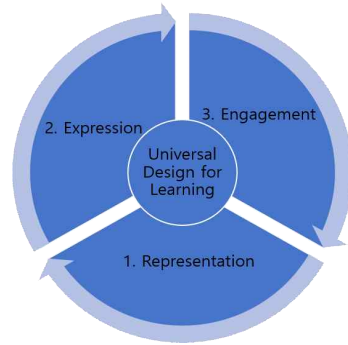 3. Engagement
2. Expression
Universal
Design for
Learning
1. Representation